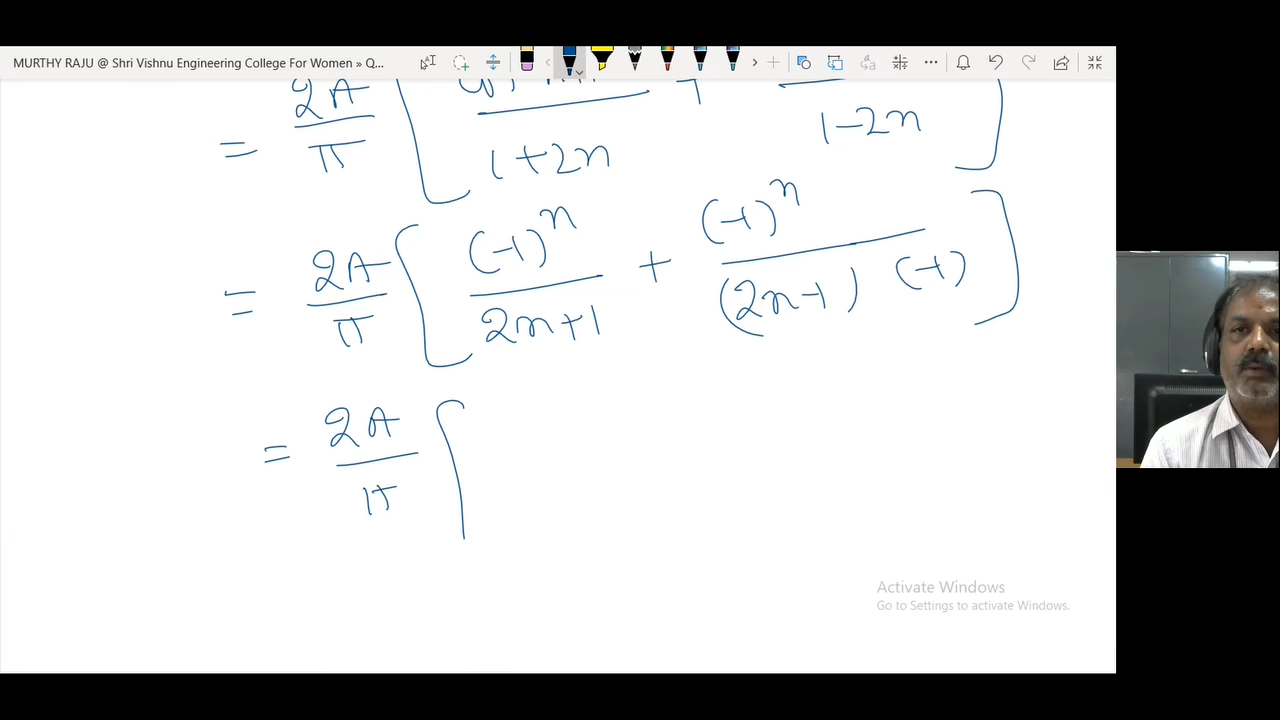 MURTHY RAJU @ Shri Vishnu Engineering College For Women » Q...
= 2A/π [ /1+2n + /1-2n ]
= 2A/π [ (-1)^n/2n+1 + (-1)^n/(2n-1) (-1) ]
= 2A/π [
Activate Windows
Go to Settings to activate Windows.